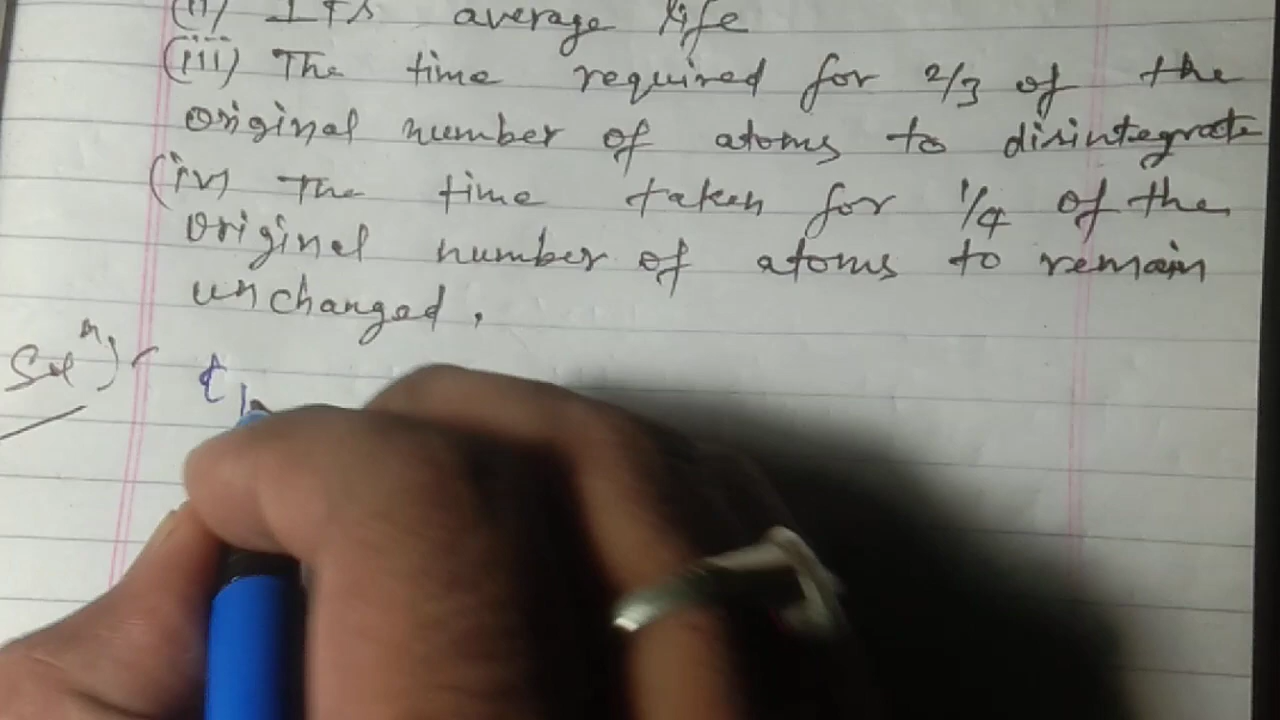 (ii) Its average life
(iii) The time required for 2/3 of the
original number of atoms to disintegrate
(iv) The time taken for 1/4 of the
original number of atoms to remain
unchanged.
Solⁿ:-
t1